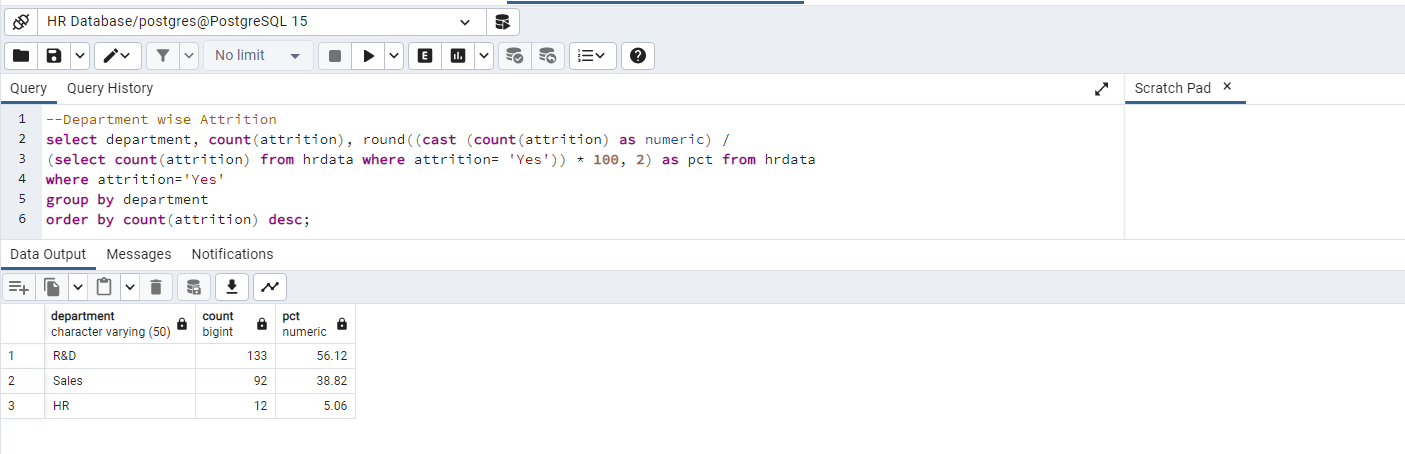 HR Database/postgres@PostgreSQL 15
No limit
E
Query Query History
Scratch Pad ×
1 --Department wise Attrition
2 select department, count(attrition), round((cast (count(attrition) as numeric) /
3 (select count(attrition) from hrdata where attrition= 'Yes')) * 100, 2) as pct from hrdata
4 where attrition='Yes'
5 group by department
6 order by count(attrition) desc;
Data Output Messages Notifications
department count pct
character varying (50) bigint numeric
1 R&D 133 56.12
2 Sales 92 38.82
3 HR 12 5.06